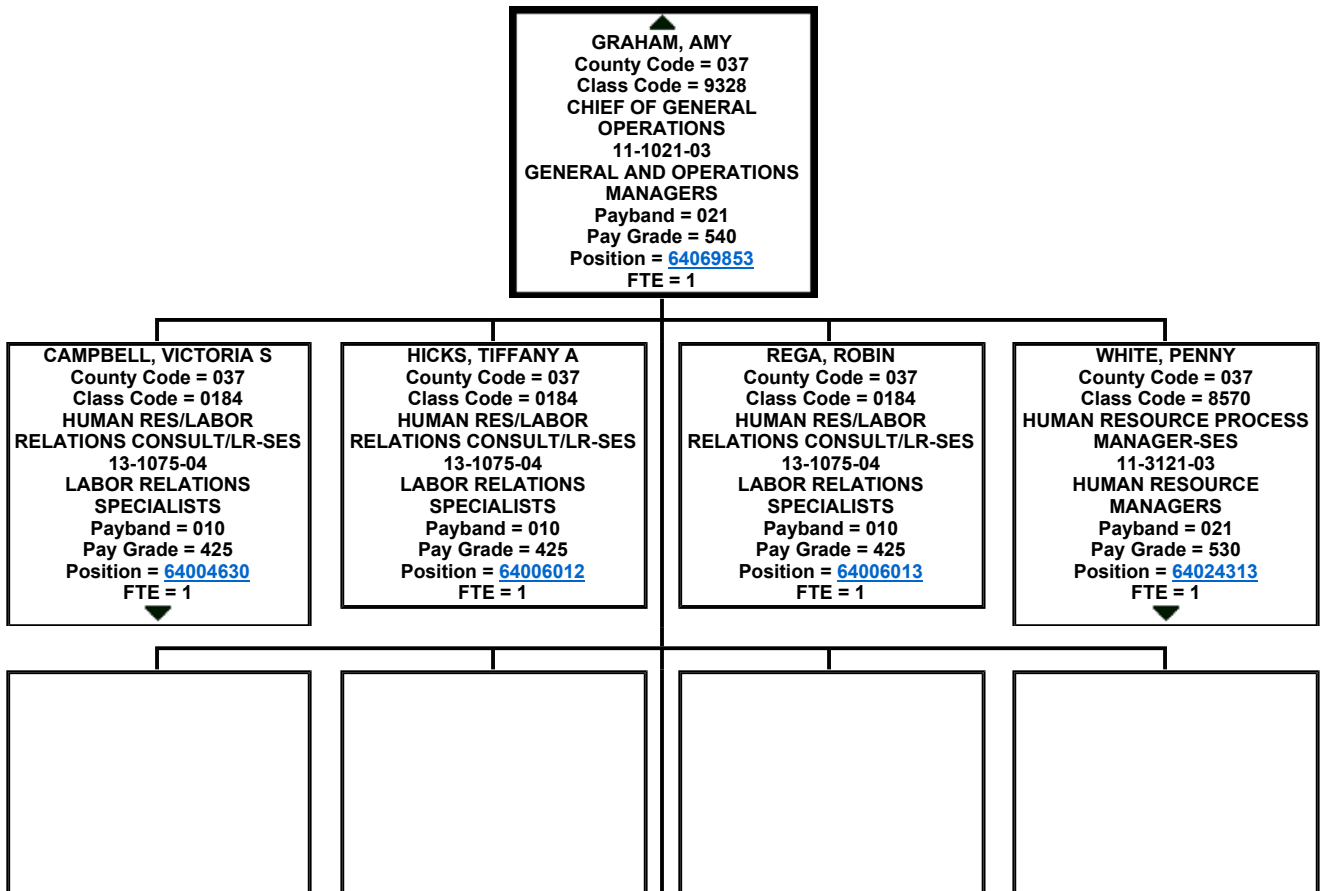 GRAHAM, AMY
County Code = 037
Class Code = 9328
CHIEF OF GENERAL
OPERATIONS
11-1021-03
GENERAL AND OPERATIONS
MANAGERS
Payband = 021
Pay Grade = 540
Position = 64069853
FTE = 1
CAMPBELL, VICTORIA S
County Code = 037
Class Code = 0184
HUMAN RES/LABOR
RELATIONS CONSULT/LR-SES
13-1075-04
LABOR RELATIONS
SPECIALISTS
Payband = 010
Pay Grade = 425
Position = 64004630
FTE = 1
HICKS, TIFFANY A
County Code = 037
Class Code = 0184
HUMAN RES/LABOR
RELATIONS CONSULT/LR-SES
13-1075-04
LABOR RELATIONS
SPECIALISTS
Payband = 010
Pay Grade = 425
Position = 64006012
FTE = 1
REGA, ROBIN
County Code = 037
Class Code = 0184
HUMAN RES/LABOR
RELATIONS CONSULT/LR-SES
13-1075-04
LABOR RELATIONS
SPECIALISTS
Payband = 010
Pay Grade = 425
Position = 64006013
FTE = 1
WHITE, PENNY
County Code = 037
Class Code = 8570
HUMAN RESOURCE PROCESS
MANAGER-SES
11-3121-03
HUMAN RESOURCE
MANAGERS
Payband = 021
Pay Grade = 530
Position = 64024313
FTE = 1